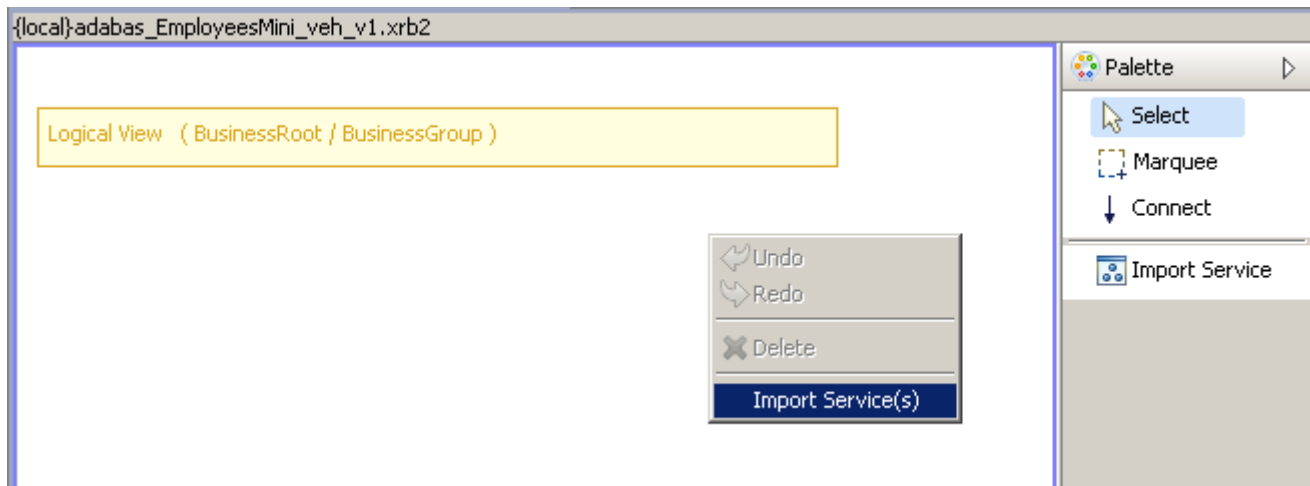 {local}adabas_EmployeesMini_veh_v1.xrb2
Logical View ( BusinessRoot / BusinessGroup )
Undo
Redo
Delete
Import Service(s)
Palette
Select
Marquee
Connect
Import Service